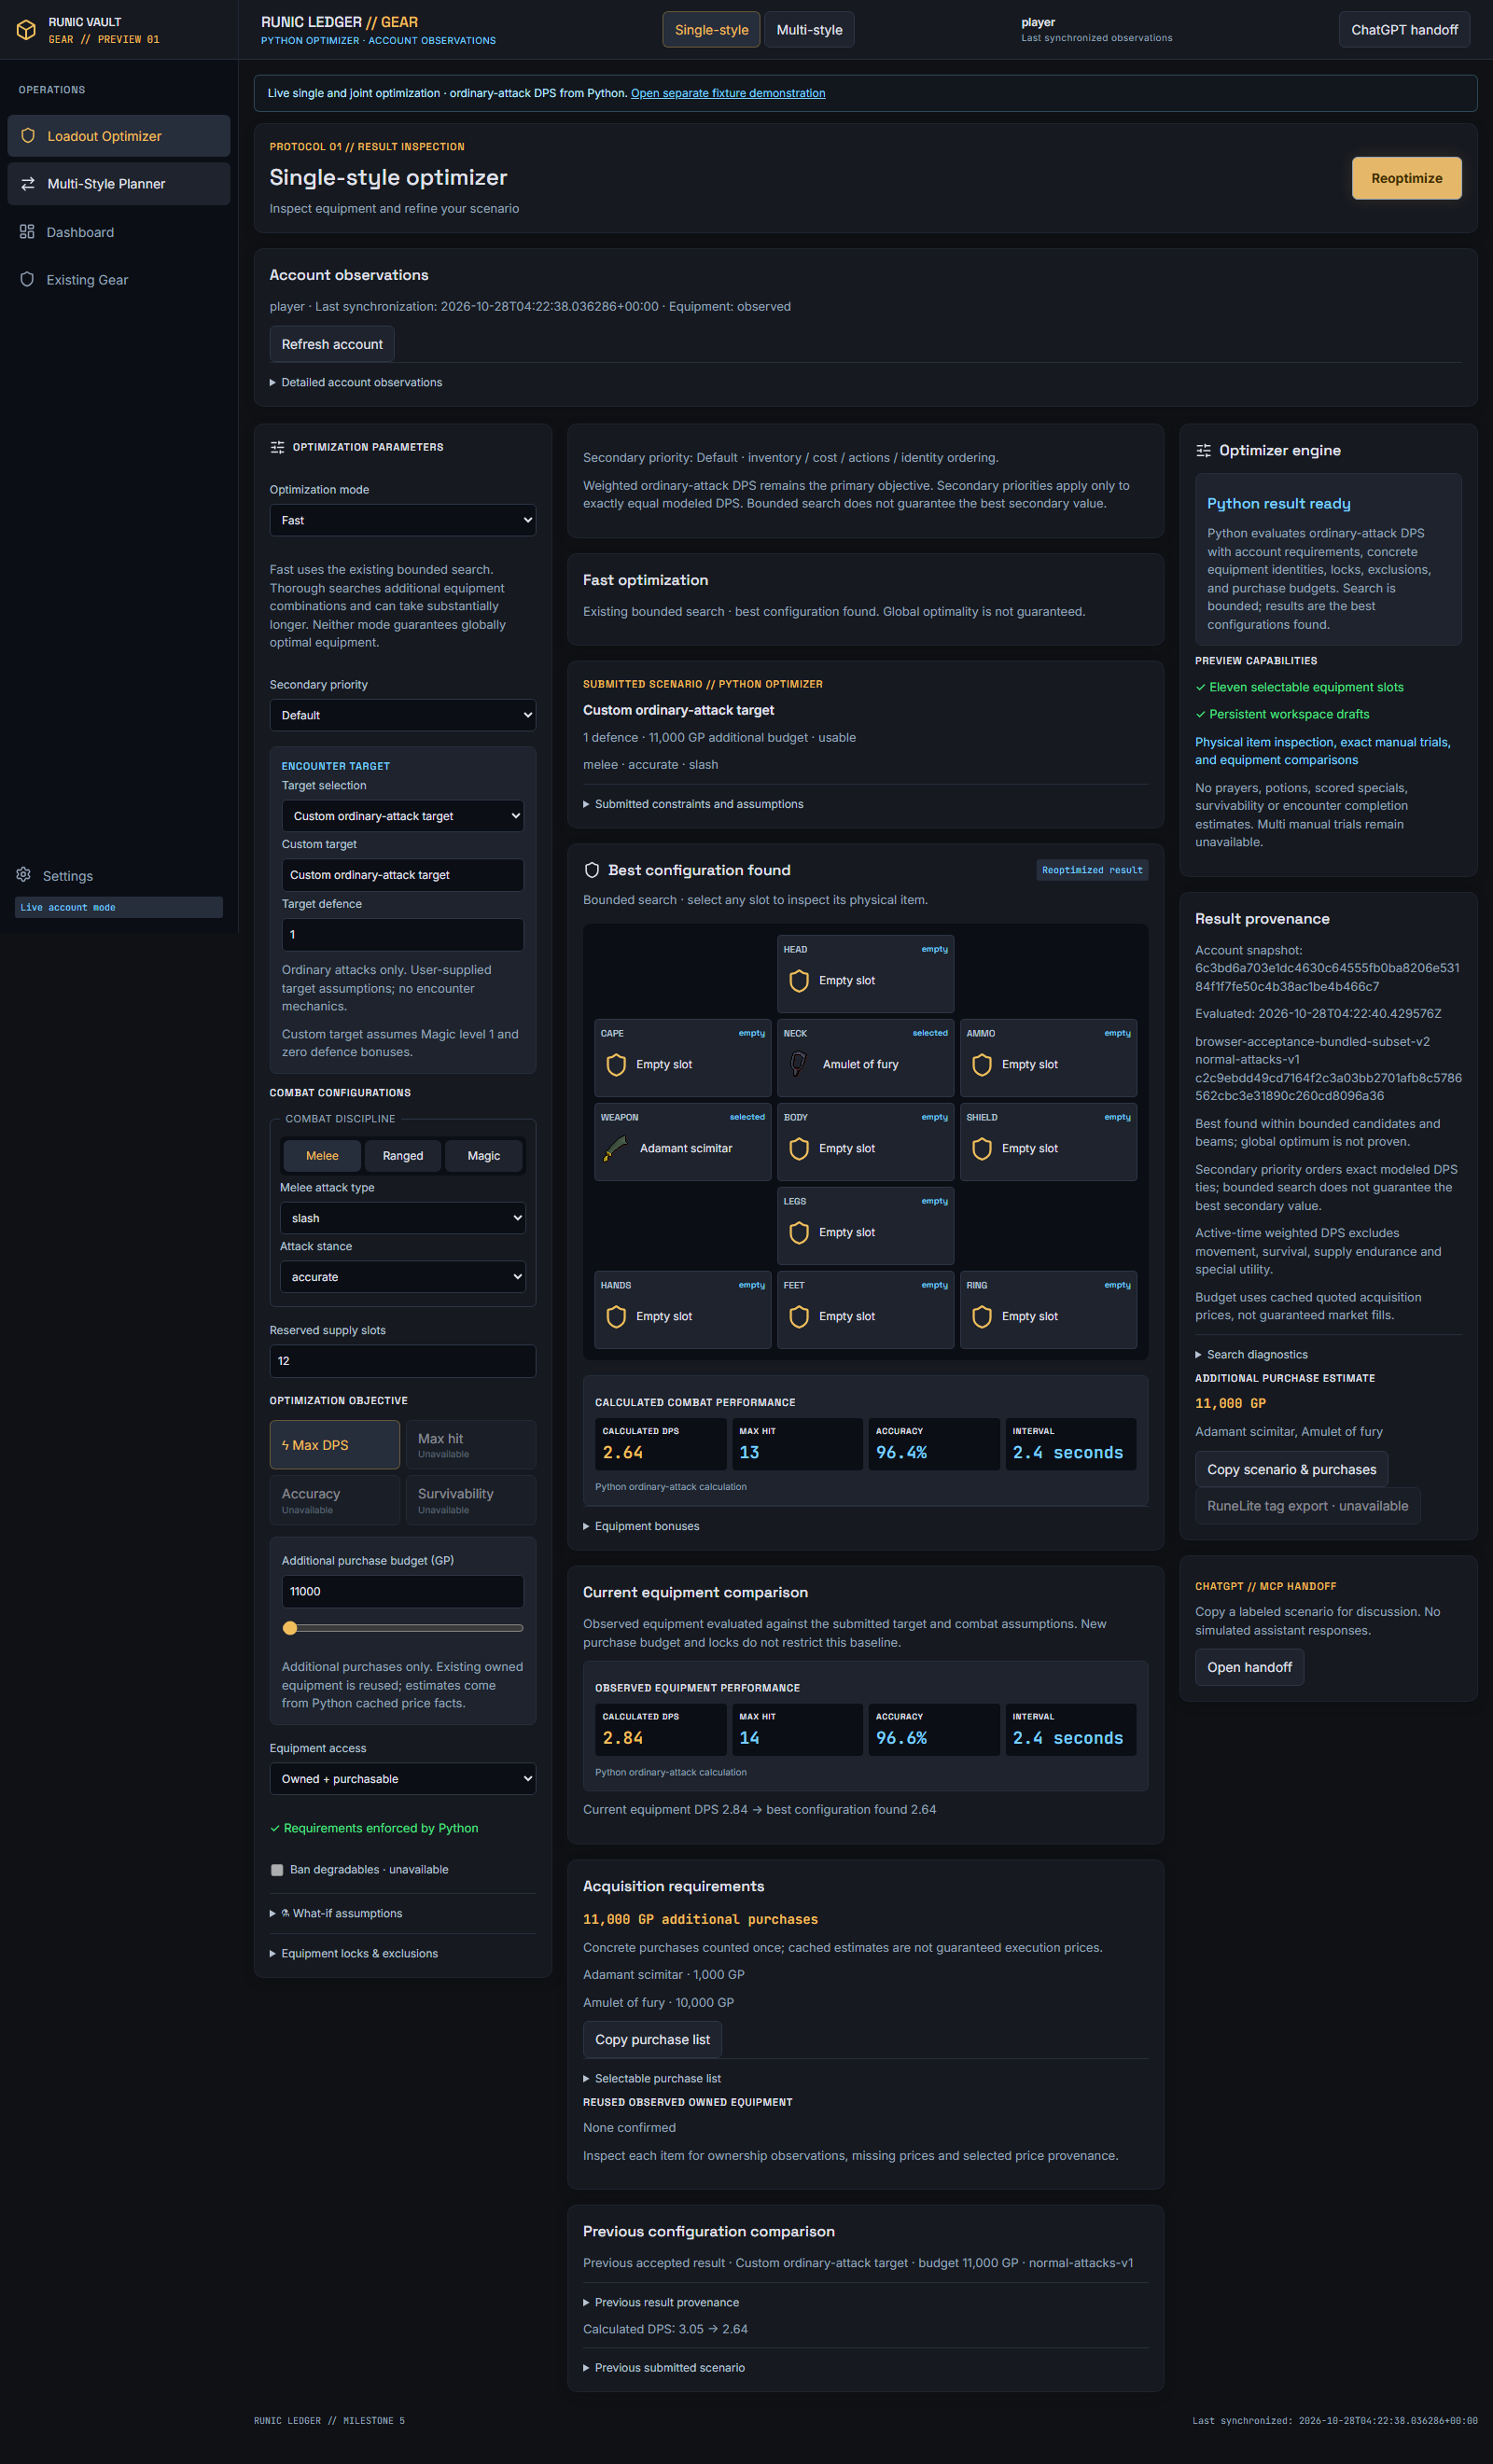 RUNIC VAULT
GEAR // PREVIEW 01
RUNIC LEDGER // GEAR
PYTHON OPTIMIZER · ACCOUNT OBSERVATIONS
Single-style
Multi-style
player
Last synchronized observations
ChatGPT handoff
OPERATIONS
Loadout Optimizer
Multi-Style Planner
Dashboard
Existing Gear
Settings
Live account mode
Live single and joint optimization · ordinary-attack DPS from Python. Open separate fixture demonstration
PROTOCOL 01 // RESULT INSPECTION
Single-style optimizer
Inspect equipment and refine your scenario
Reoptimize
Account observations
player · Last synchronization: 2026-10-28T04:22:38.036286+00:00 · Equipment: observed
Refresh account
Detailed account observations
OPTIMIZATION PARAMETERS
Optimization mode
Fast
Fast uses the existing bounded search.
Thorough searches additional equipment
combinations and can take substantially
longer. Neither mode guarantees globally
optimal equipment.
Secondary priority
Default
ENCOUNTER TARGET
Target selection
Custom ordinary-attack target
Custom target
Custom ordinary-attack target
Target defence
1
Ordinary attacks only. User-supplied
target assumptions; no encounter
mechanics.
Custom target assumes Magic level 1 and
zero defence bonuses.
COMBAT CONFIGURATIONS
COMBAT DISCIPLINE
Melee
Ranged
Magic
Melee attack type
slash
Attack stance
accurate
Reserved supply slots
12
OPTIMIZATION OBJECTIVE
ϟ Max DPS
Max hit
Unavailable
Accuracy
Unavailable
Survivability
Unavailable
Additional purchase budget (GP)
11000
Additional purchases only. Existing owned
equipment is reused; estimates come
from Python cached price facts.
Equipment access
Owned + purchasable
✓ Requirements enforced by Python
Ban degradables · unavailable
⚗ What-if assumptions
Equipment locks & exclusions
Secondary priority: Default · inventory / cost / actions / identity ordering.
Weighted ordinary-attack DPS remains the primary objective. Secondary priorities apply only to
exactly equal modeled DPS. Bounded search does not guarantee the best secondary value.
Fast optimization
Existing bounded search · best configuration found. Global optimality is not guaranteed.
SUBMITTED SCENARIO // PYTHON OPTIMIZER
Custom ordinary-attack target
1 defence · 11,000 GP additional budget · usable
melee · accurate · slash
Submitted constraints and assumptions
Best configuration found
Reoptimized result
Bounded search · select any slot to inspect its physical item.
HEAD empty
Empty slot
CAPE empty
Empty slot
NECK selected
Amulet of fury
AMMO empty
Empty slot
WEAPON selected
Adamant scimitar
BODY empty
Empty slot
SHIELD empty
Empty slot
LEGS empty
Empty slot
HANDS empty
Empty slot
FEET empty
Empty slot
RING empty
Empty slot
CALCULATED COMBAT PERFORMANCE
CALCULATED DPS
2.64
MAX HIT
13
ACCURACY
96.4%
INTERVAL
2.4 seconds
Python ordinary-attack calculation
Equipment bonuses
Current equipment comparison
Observed equipment evaluated against the submitted target and combat assumptions. New
purchase budget and locks do not restrict this baseline.
OBSERVED EQUIPMENT PERFORMANCE
CALCULATED DPS
2.84
MAX HIT
14
ACCURACY
96.6%
INTERVAL
2.4 seconds
Python ordinary-attack calculation
Current equipment DPS 2.84 → best configuration found 2.64
Acquisition requirements
11,000 GP additional purchases
Concrete purchases counted once; cached estimates are not guaranteed execution prices.
Adamant scimitar · 1,000 GP
Amulet of fury · 10,000 GP
Copy purchase list
Selectable purchase list
REUSED OBSERVED OWNED EQUIPMENT
None confirmed
Inspect each item for ownership observations, missing prices and selected price provenance.
Previous configuration comparison
Previous accepted result · Custom ordinary-attack target · budget 11,000 GP · normal-attacks-v1
Previous result provenance
Calculated DPS: 3.05 → 2.64
Previous submitted scenario
Optimizer engine
Python result ready
Python evaluates ordinary-attack DPS
with account requirements, concrete
equipment identities, locks, exclusions,
and purchase budgets. Search is
bounded; results are the best
configurations found.
PREVIEW CAPABILITIES
✓ Eleven selectable equipment slots
✓ Persistent workspace drafts
Physical item inspection, exact manual trials,
and equipment comparisons
No prayers, potions, scored specials,
survivability or encounter completion
estimates. Multi manual trials remain
unavailable.
Result provenance
Account snapshot:
6c3bd6a703e1dc4630c64555fb0ba8206e531
84f1f7fe50c4b38ac1be4b466c7
Evaluated: 2026-10-28T04:22:40.429576Z
browser-acceptance-bundled-subset-v2
normal-attacks-v1
c2c9ebdd49cd7164f2c3a03bb2701afb8c5786
562cbc3e31890c260cd8096a36
Best found within bounded candidates and
beams; global optimum is not proven.
Secondary priority orders exact modeled DPS
ties; bounded search does not guarantee the
best secondary value.
Active-time weighted DPS excludes
movement, survival, supply endurance and
special utility.
Budget uses cached quoted acquisition
prices, not guaranteed market fills.
Search diagnostics
ADDITIONAL PURCHASE ESTIMATE
11,000 GP
Adamant scimitar, Amulet of fury
Copy scenario & purchases
RuneLite tag export · unavailable
CHATGPT // MCP HANDOFF
Copy a labeled scenario for discussion. No
simulated assistant responses.
Open handoff
RUNIC LEDGER // MILESTONE 5
Last synchronized: 2026-10-28T04:22:38.036286+00:00